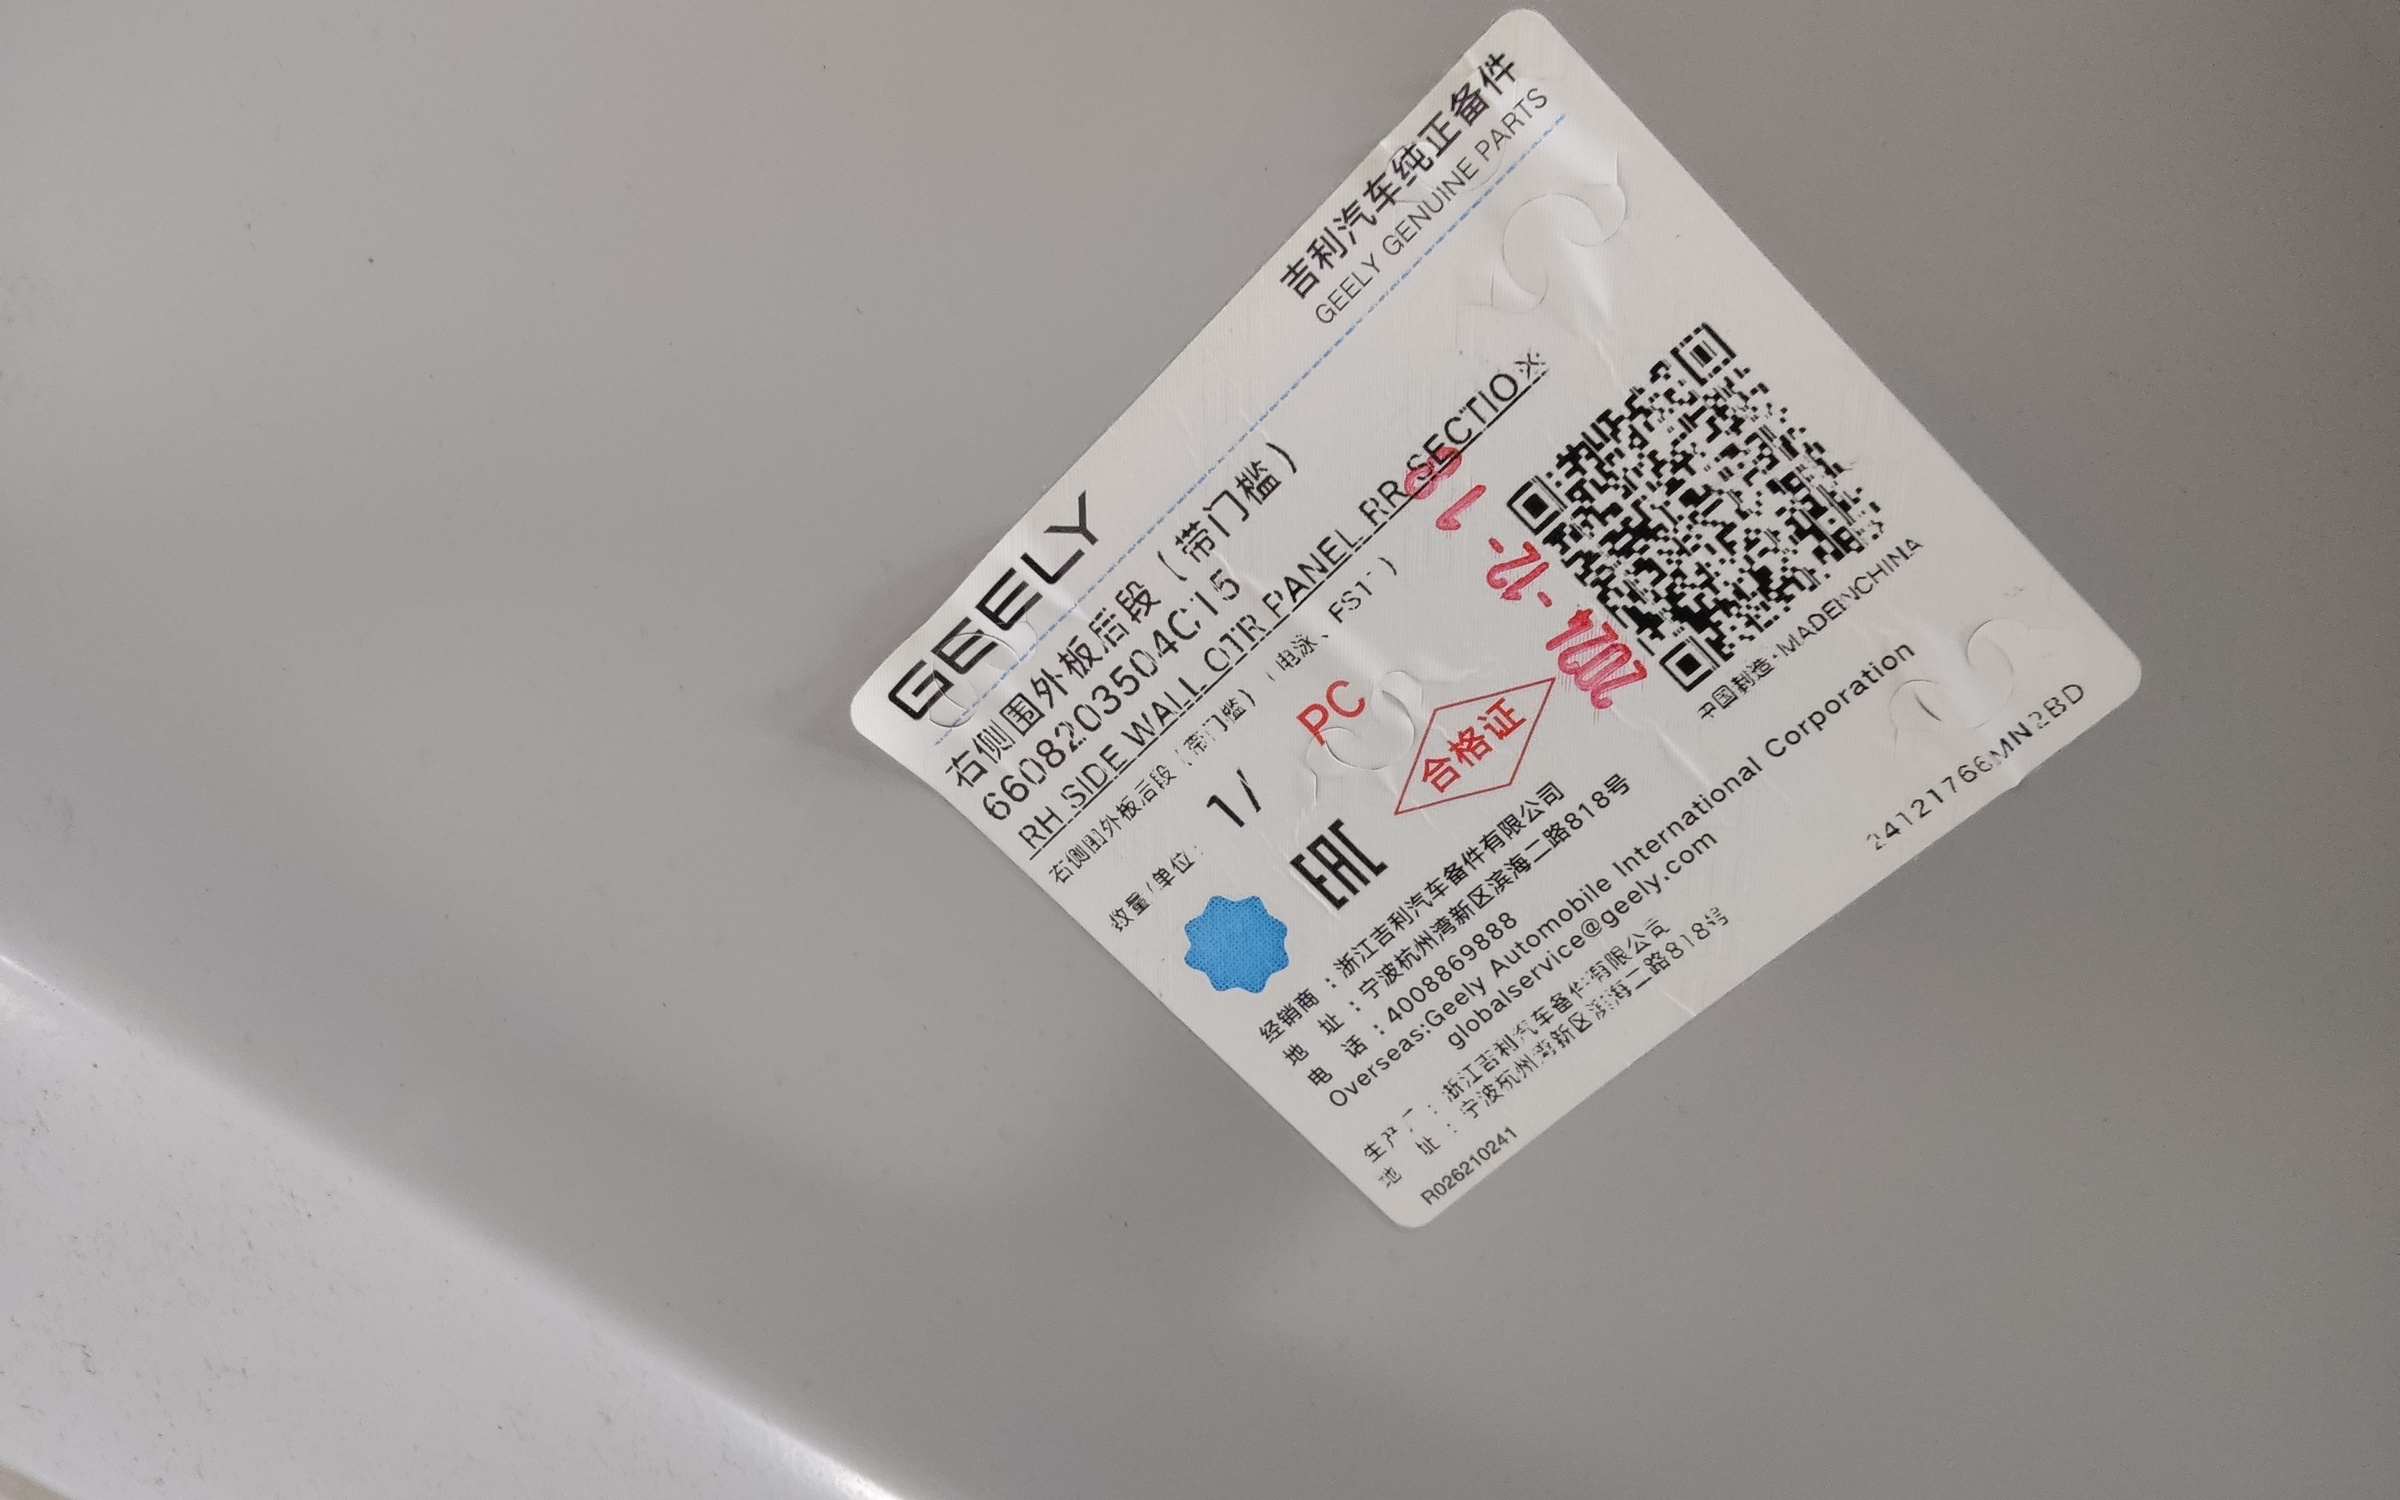 GEELY
吉利汽车纯正备件
GEELY GENUINE PARTS
右侧围外板后段（带门槛）
6608203504C15
RH SIDE WALL OTR PANEL RR SECTIO
右侧围外板后段（带门槛）（电泳、FS11）
数量/单位： 1/
PC
合格证
2024-12-18
EAC
中国制造·MADEINCHINA
经销商：浙江吉利汽车备件有限公司
地 址：宁波杭州湾新区滨海二路818号
电 话：4008869888
Overseas:Geely Automobile International Corporation
globalservice@geely.com
生产厂：浙江吉利汽车备件有限公司
地 址：宁波杭州湾新区滨海二路818号
R026210241
24121766MN2BD